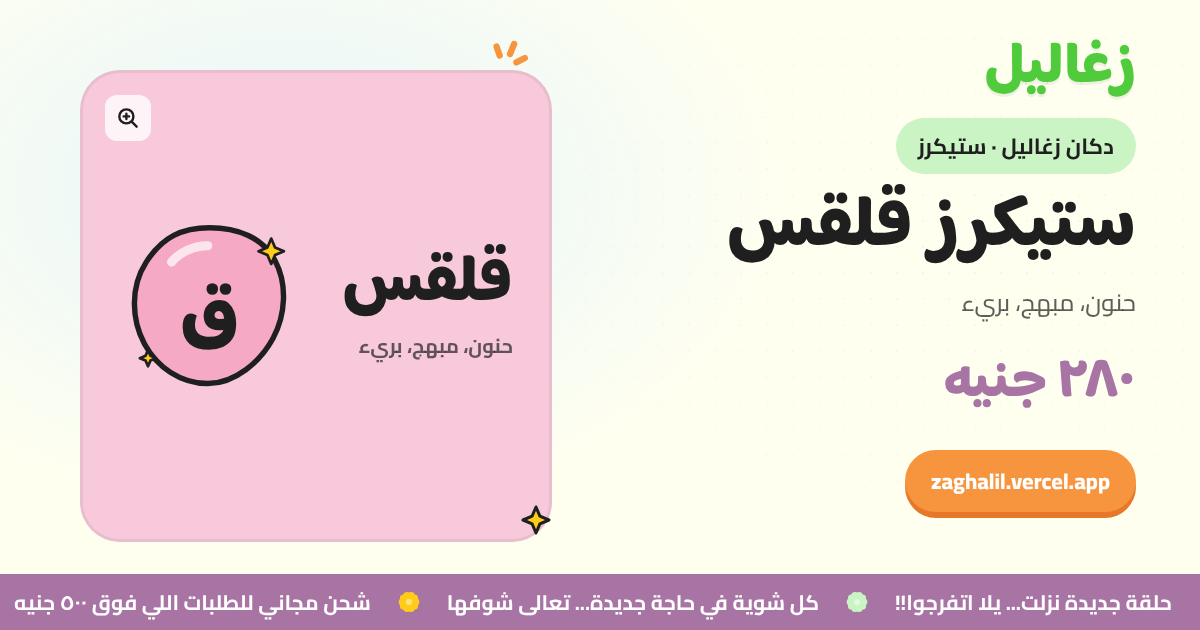 زغاليل
دكان زغاليل · ستيكرز
ستيكرز قلقس
حنون، مبهج، بريء
٢٨٠ جنيه
zaghalil.vercel.app
قلقس
حنون، مبهج، بريء
ق
حلقة جديدة نزلت... يلا اتفرجوا!! كل شوية في حاجة جديدة... تعالى شوفها شحن مجاني للطلبات اللي فوق ٥٠٠ جنيه